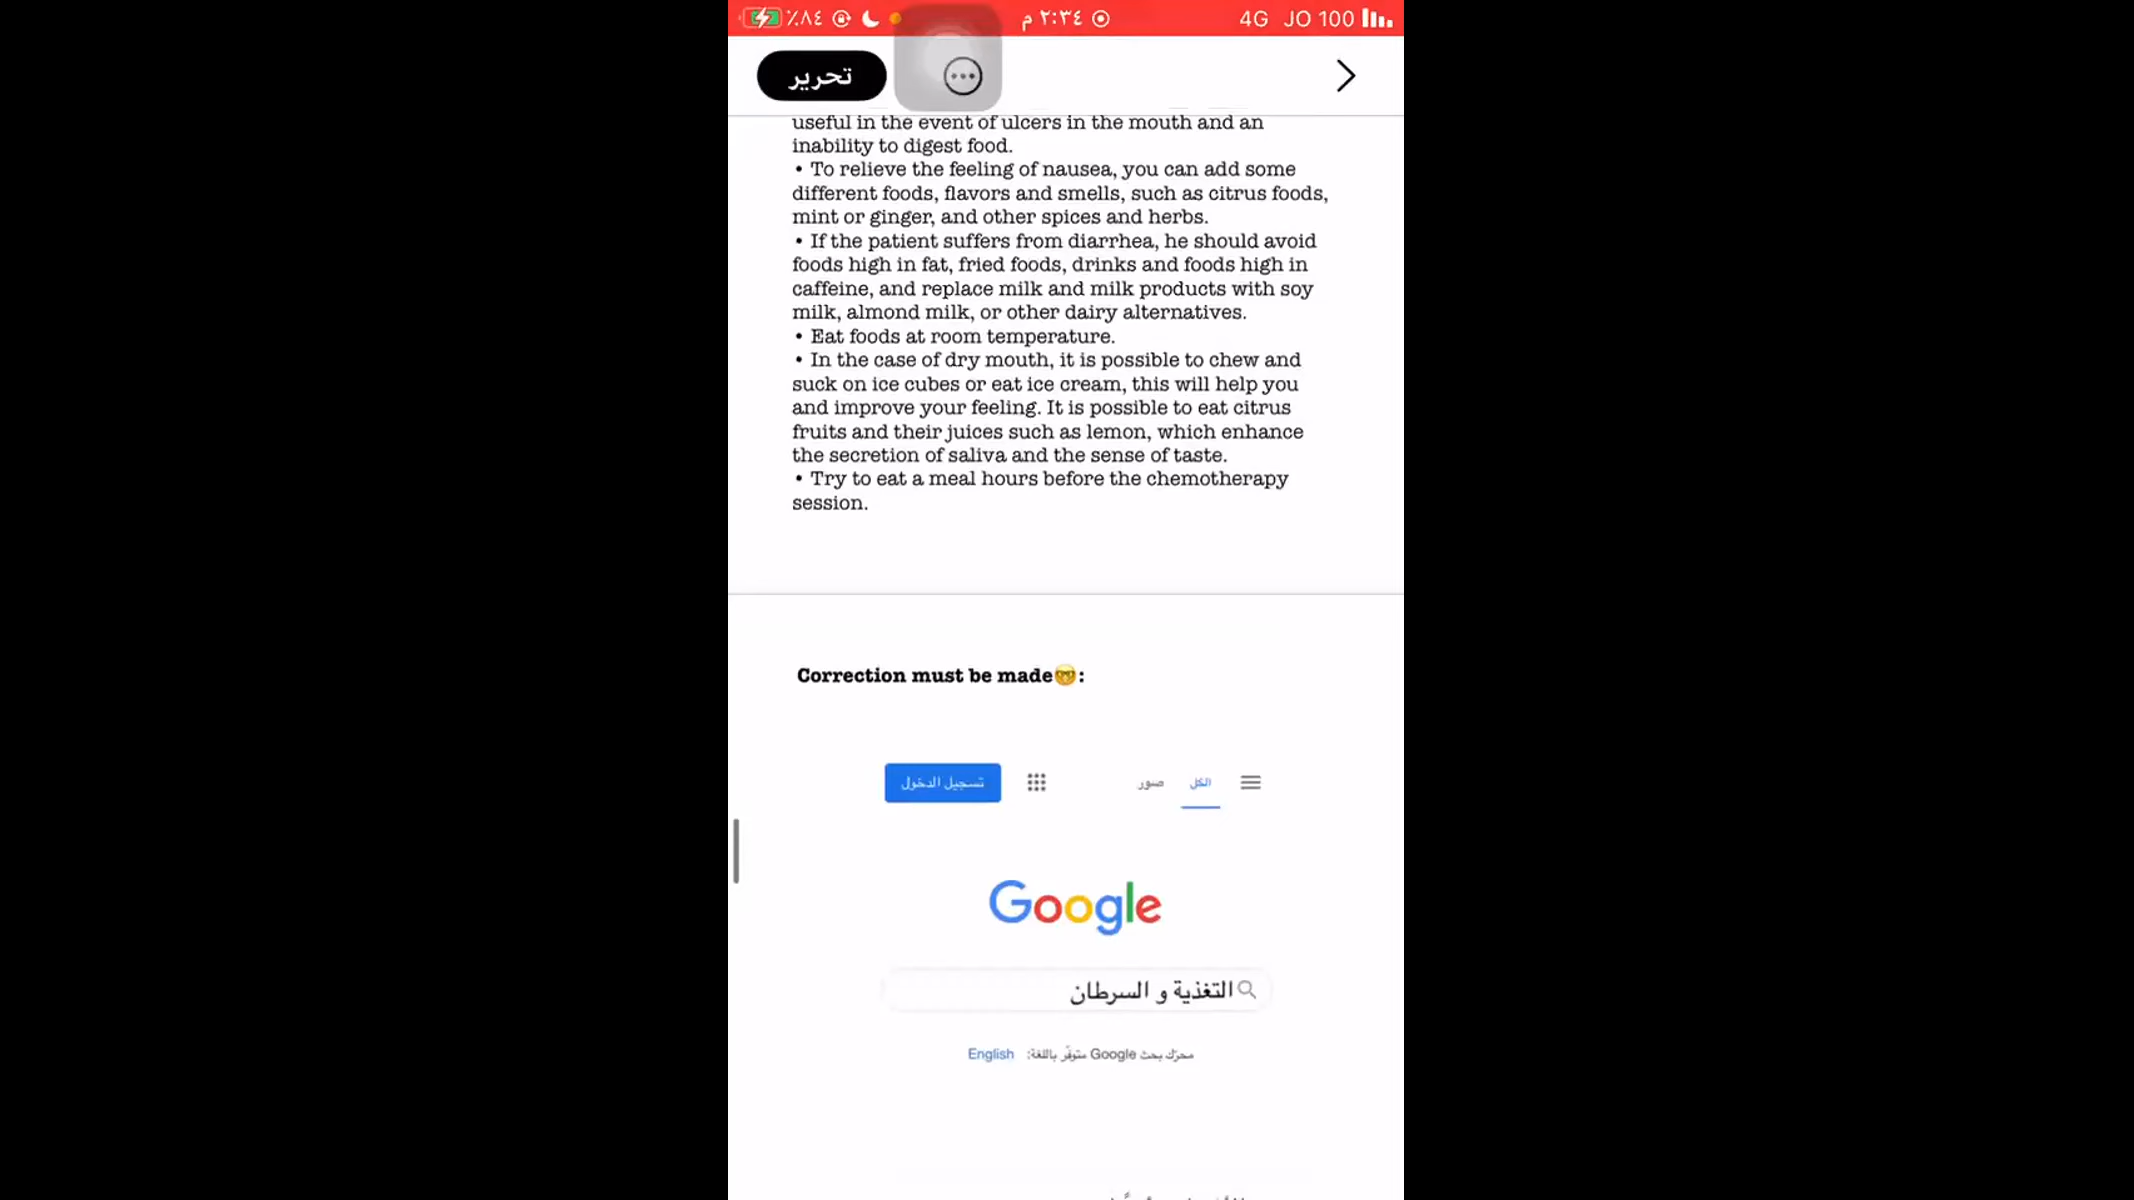 ٪٨٤ ٢:٣٤ م 4G JO 100
تحرير
useful in the event of ulcers in the mouth and an
inability to digest food.
• To relieve the feeling of nausea, you can add some
different foods, flavors and smells, such as citrus foods,
mint or ginger, and other spices and herbs.
• If the patient suffers from diarrhea, he should avoid
foods high in fat, fried foods, drinks and foods high in
caffeine, and replace milk and milk products with soy
milk, almond milk, or other dairy alternatives.
• Eat foods at room temperature.
• In the case of dry mouth, it is possible to chew and
suck on ice cubes or eat ice cream, this will help you
and improve your feeling. It is possible to eat citrus
fruits and their juices such as lemon, which enhance
the secretion of saliva and the sense of taste.
• Try to eat a meal hours before the chemotherapy
session.
Correction must be made🤓:
الكل صور تسجيل الدخول
Google
التغذية و السرطان
محرّك بحث Google متوفّر باللغة: English